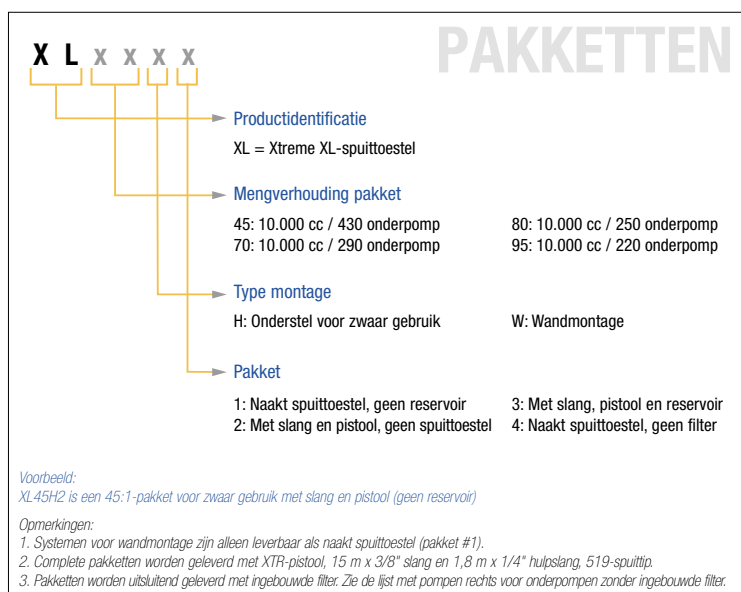 PAKKETTEN
X L x x x x
Productidentificatie
XL = Xtreme XL-spuittoestel
Mengverhouding pakket
45: 10.000 cc / 430 onderpomp 80: 10.000 cc / 250 onderpomp
70: 10.000 cc / 290 onderpomp 95: 10.000 cc / 220 onderpomp
Type montage
H: Onderstel voor zwaar gebruik W: Wandmontage
Pakket
1: Naakt spuittoestel, geen reservoir 3: Met slang, pistool en reservoir
2: Met slang en pistool, geen spuittoestel 4: Naakt spuittoestel, geen filter
Voorbeeld:
XL45H2 is een 45:1-pakket voor zwaar gebruik met slang en pistool (geen reservoir)
Opmerkingen:
1. Systemen voor wandmontage zijn alleen leverbaar als naakt spuittoestel (pakket #1).
2. Complete pakketten worden geleverd met XTR-pistool, 15 m x 3/8" slang en 1,8 m x 1/4" hulpslang, 519-spuittip.
3. Pakketten worden uitsluitend geleverd met ingebouwde filter. Zie de lijst met pompen rechts voor onderpompen zonder ingebouwde filter.